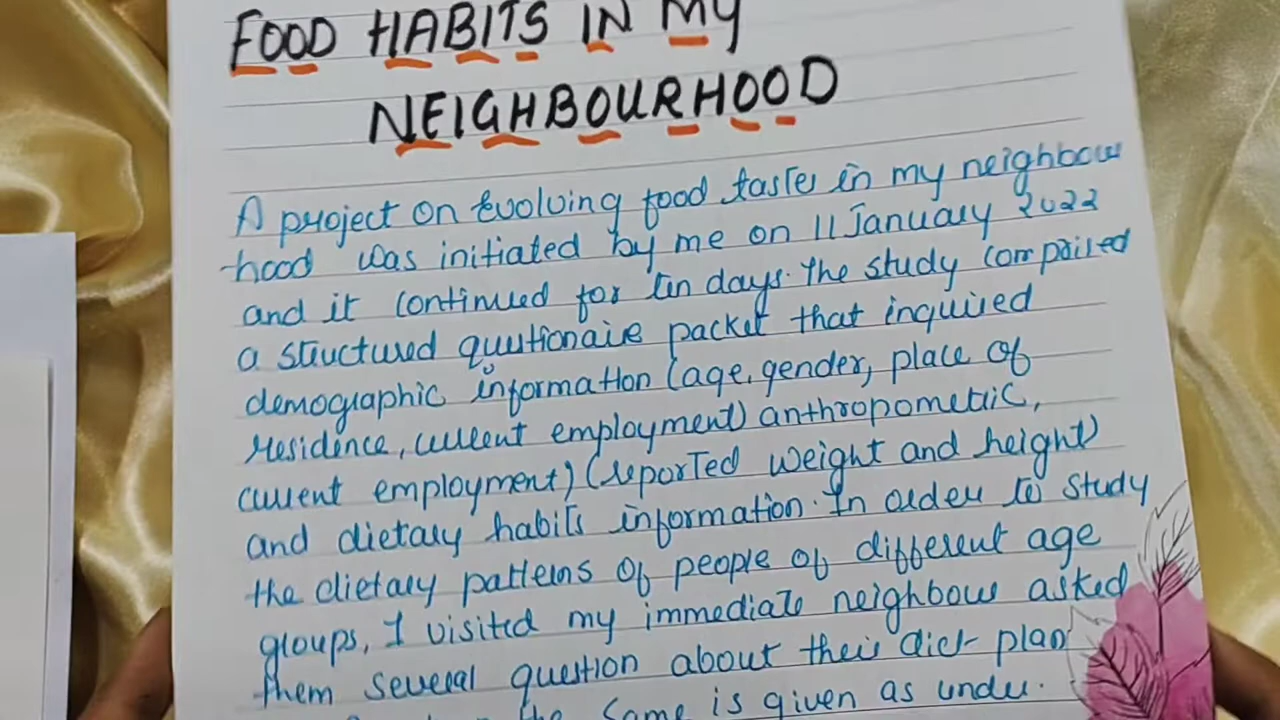 FOOD HABITS IN My
NEIGHBOURHOOD
A project on Evolving food tastes in my neighbour
hood was initiated by me on 11 January 2022
and it continued for ten days. The study compaired
a structured questionaire packet that inquired
demographic information (age, gender, place of
residence, current employment) anthropometric,
current employment) (reported weight and height)
and dietary habits information. In order to study
the dietary patterns of people of different age
groups, I visited my immediate neighbour asked
them several question about their diet plan
the same is given as under.